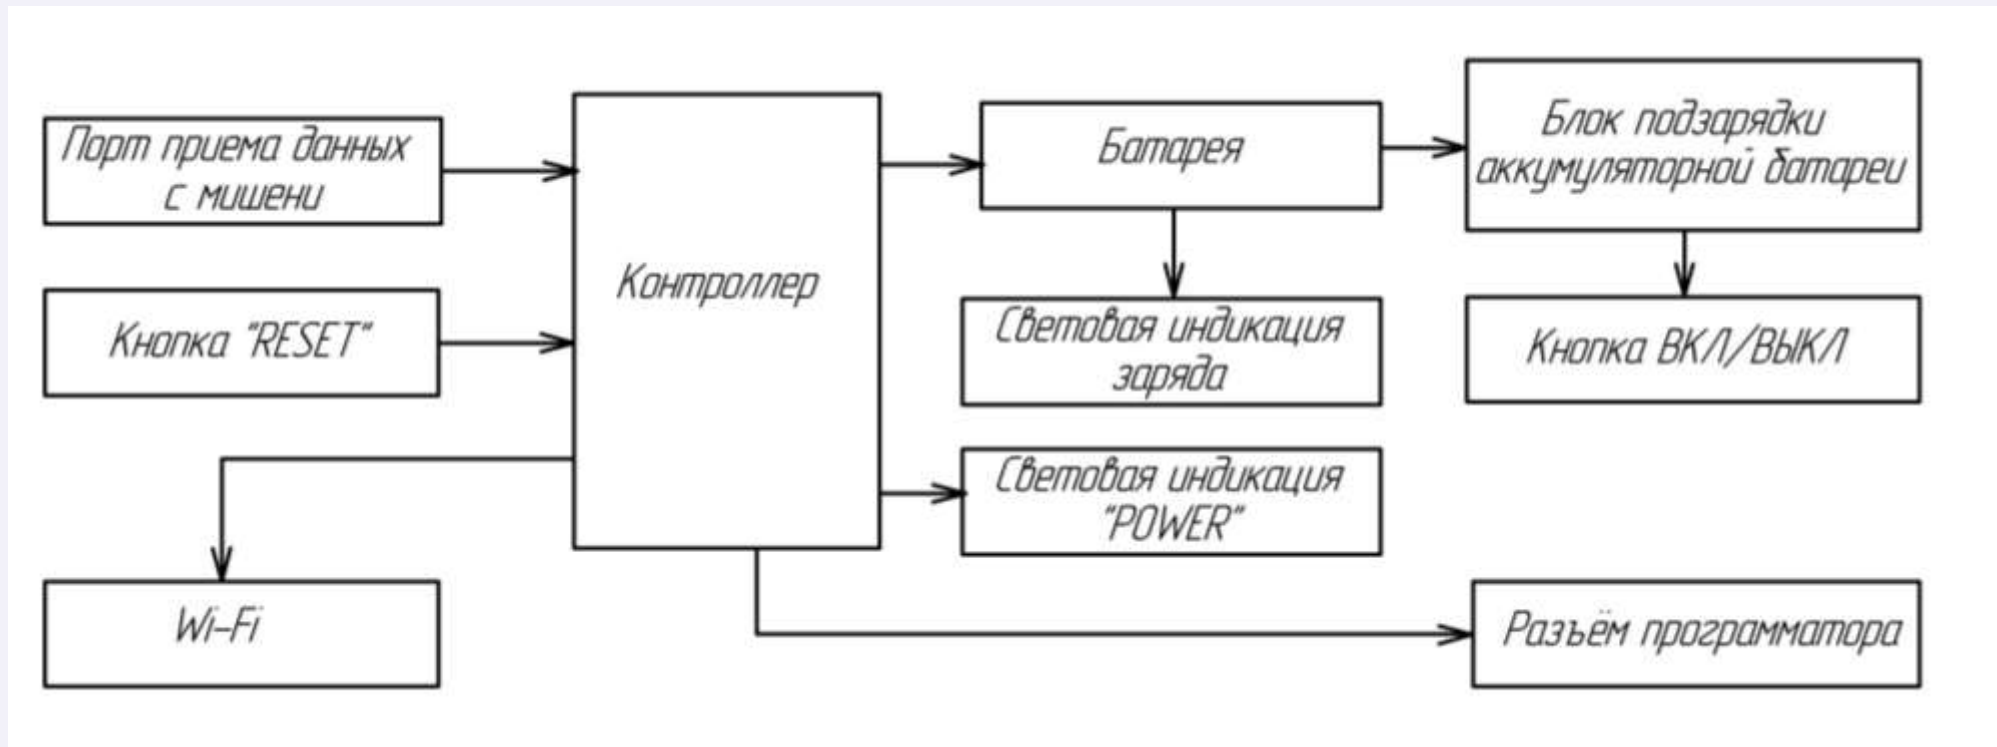 Порт приема данных
с мишени
Кнопка "RESET"
Wi-Fi
Контроллер
Батарея
Световая индикация
заряда
Световая индикация
"POWER"
Блок подзарядки
аккумуляторной батареи
Кнопка ВКЛ/ВЫКЛ
Разъём программатора